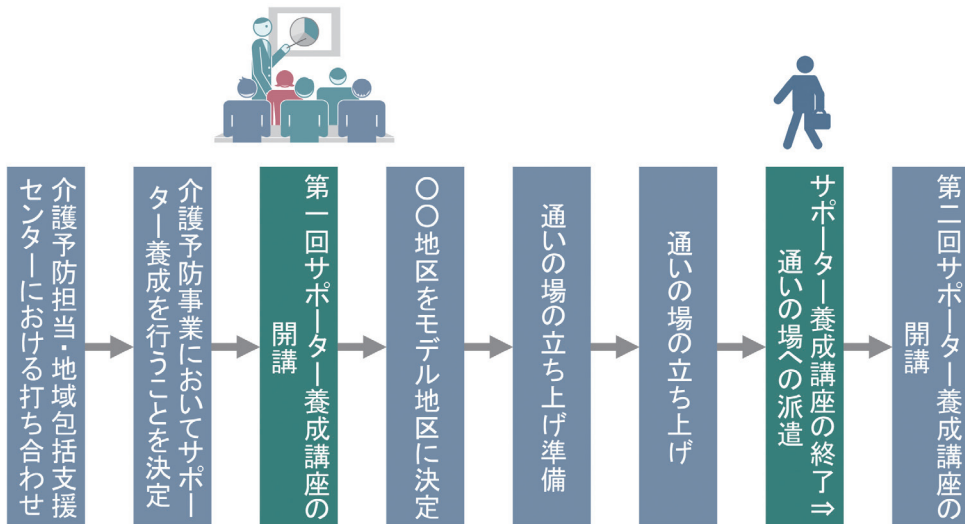 介護予防担当・地域包括支援
センターにおける打ち合わせ
介護予防事業においてサポー
ター養成を行うことを決定
第一回サポーター養成講座の
開講
〇〇地区をモデル地区に決定
通いの場の立ち上げ準備
通いの場の立ち上げ
サポーター養成講座の終了⇒
通いの場への派遣
第二回サポーター養成講座の
開講